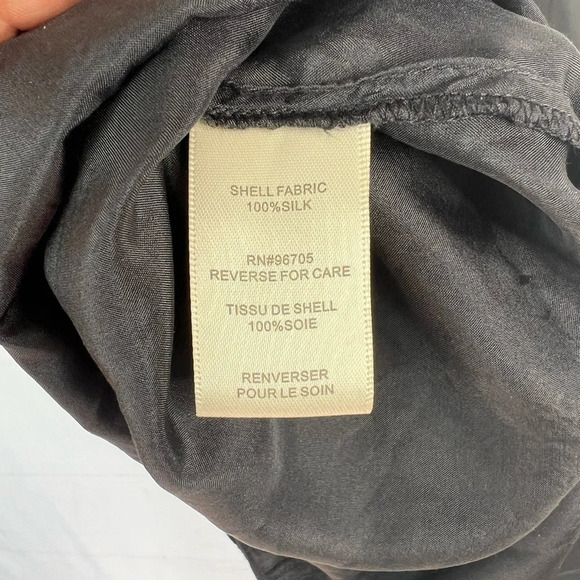 SHELL FABRIC
100%SILK
RN#96705
REVERSE FOR CARE
TISSU DE SHELL
100%SOIE
RENVERSER
POUR LE SOIN